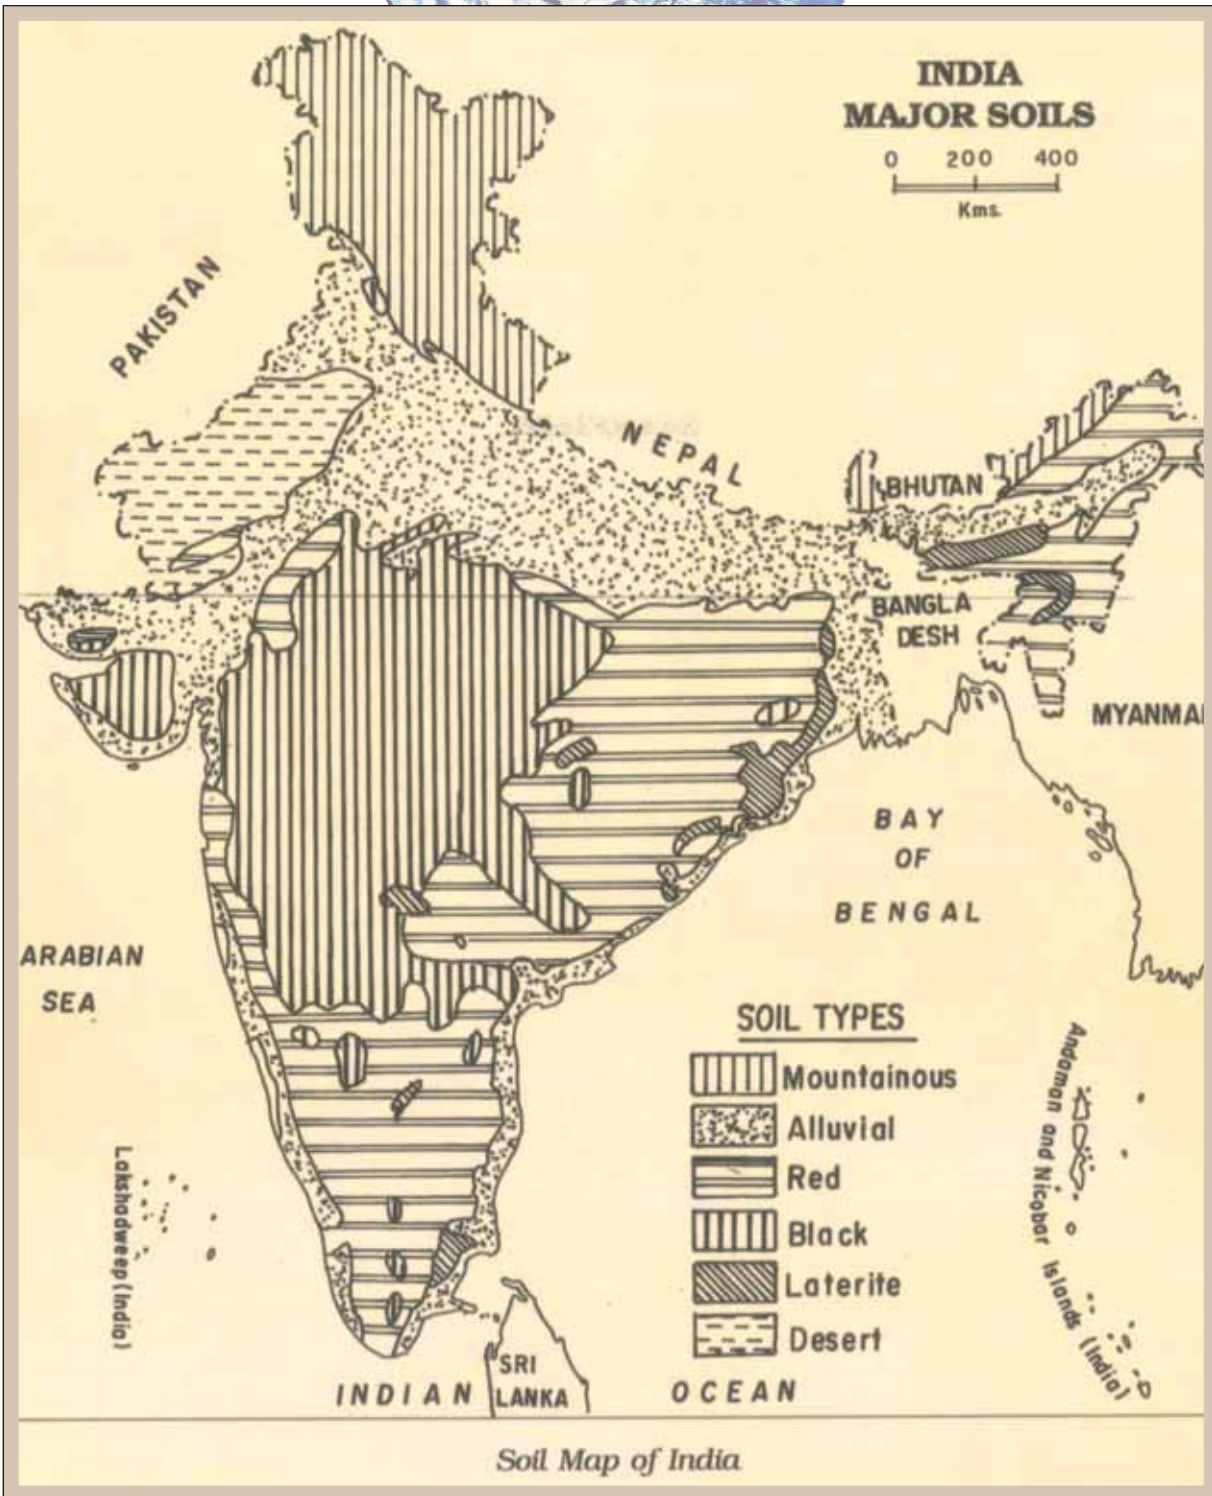 INDIA
MAJOR SOILS
0 200 400
Kms.
PAKISTAN
NEPAL
BHUTAN
BANGLA
DESH
MYANMA
BAY
OF
BENGAL
ARABIAN
SEA
SOIL TYPES
Mountainous
Alluvial
Red
Black
Laterite
Desert
Lakshadweep (India)
Andaman and Nicobar Islands (India)
SRI
LANKA
INDIAN OCEAN
Soil Map of India